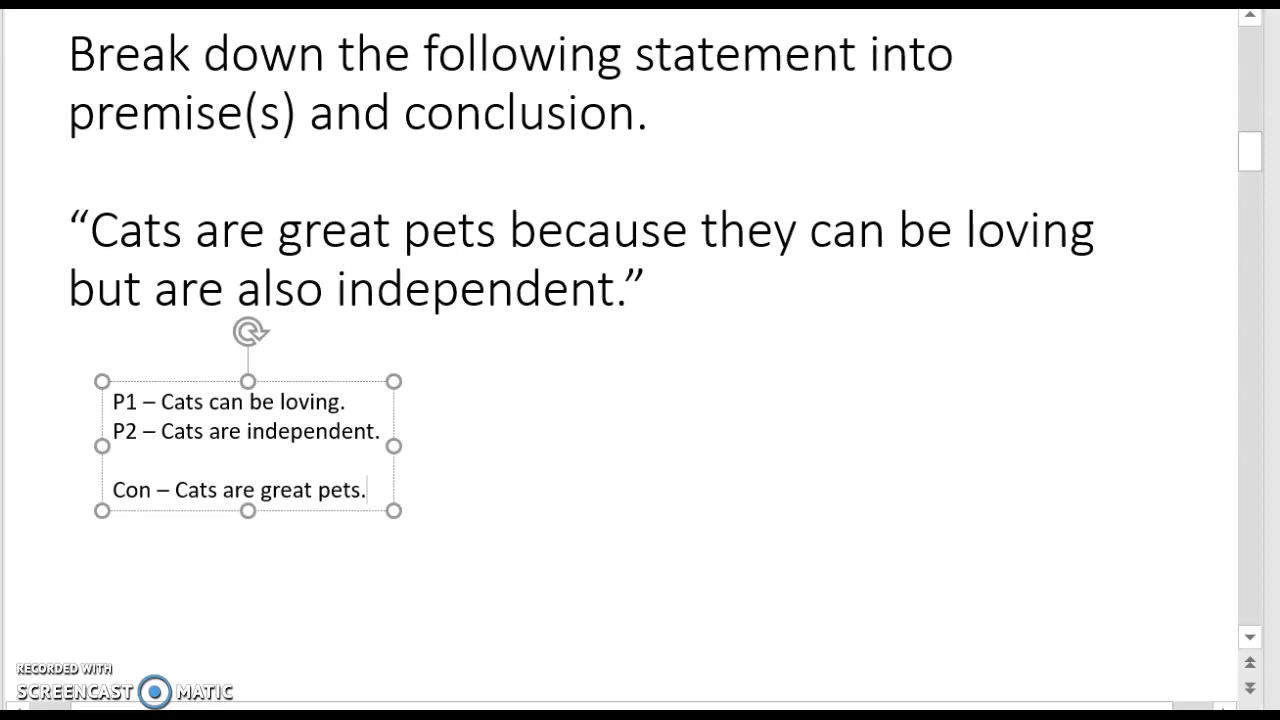 Break down the following statement into
premise(s) and conclusion.
“Cats are great pets because they can be loving
but are also independent.”
P1 – Cats can be loving.
P2 – Cats are independent.
Con – Cats are great pets.
RECORDED WITH
SCREENCAST MATIC